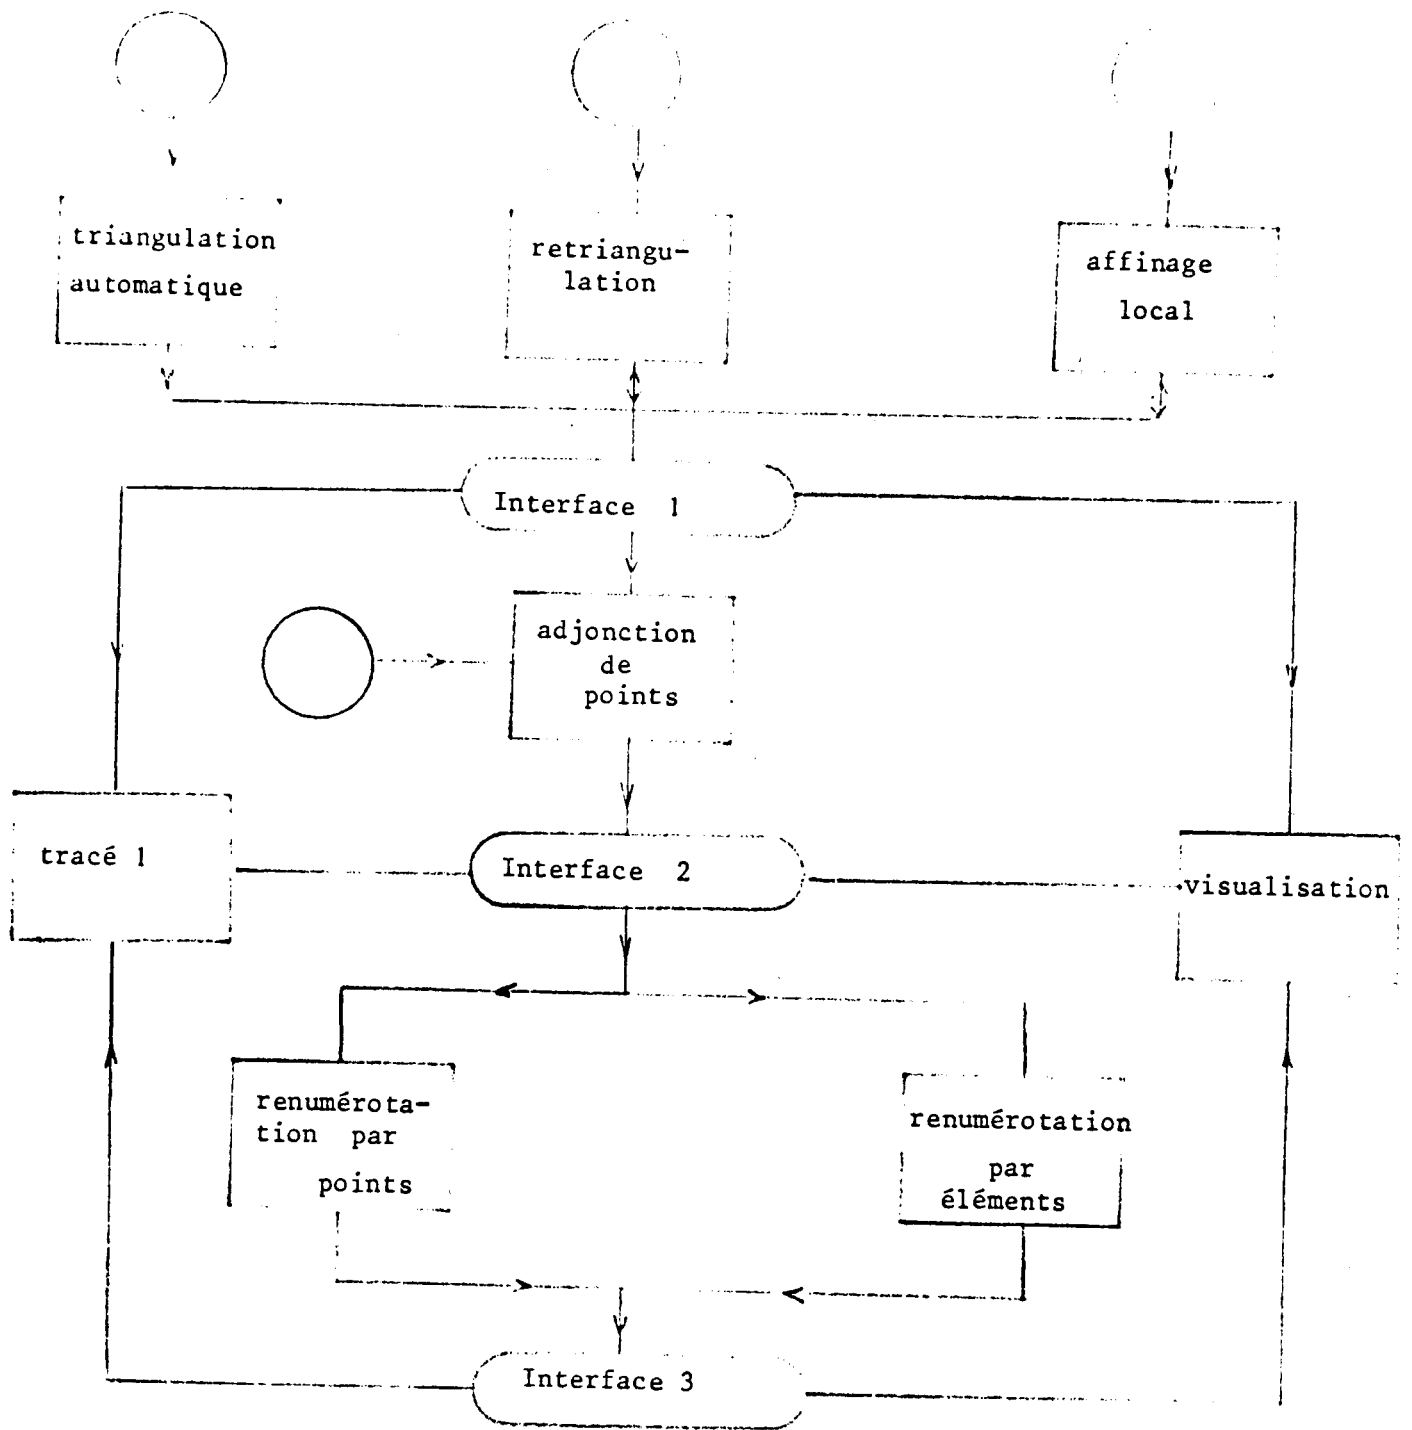 triangulation
automatique
retriangu-
lation
affinage
local
Interface 1
adjonction
de
points
tracé 1
Interface 2
visualisation
renumérota-
tion par
points
renumérotation
par
éléments
Interface 3